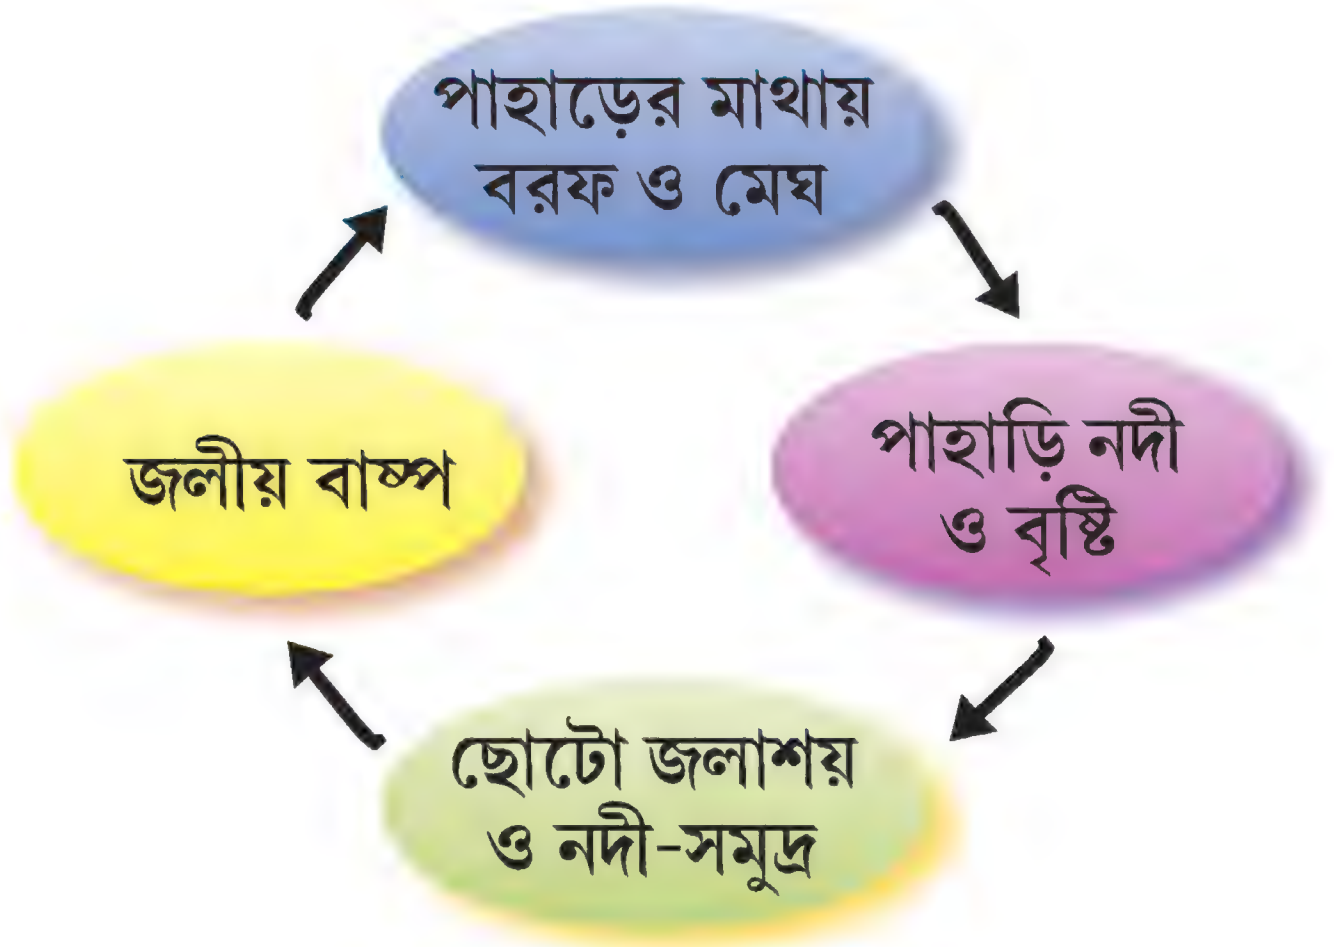 পাহাড়ের মাথায়
বরফ ও মেঘ
পাহাড়ি নদী
ও বৃষ্টি
জলীয় বাষ্প
ছোটো জলাশয়
ও নদী-সমুদ্র